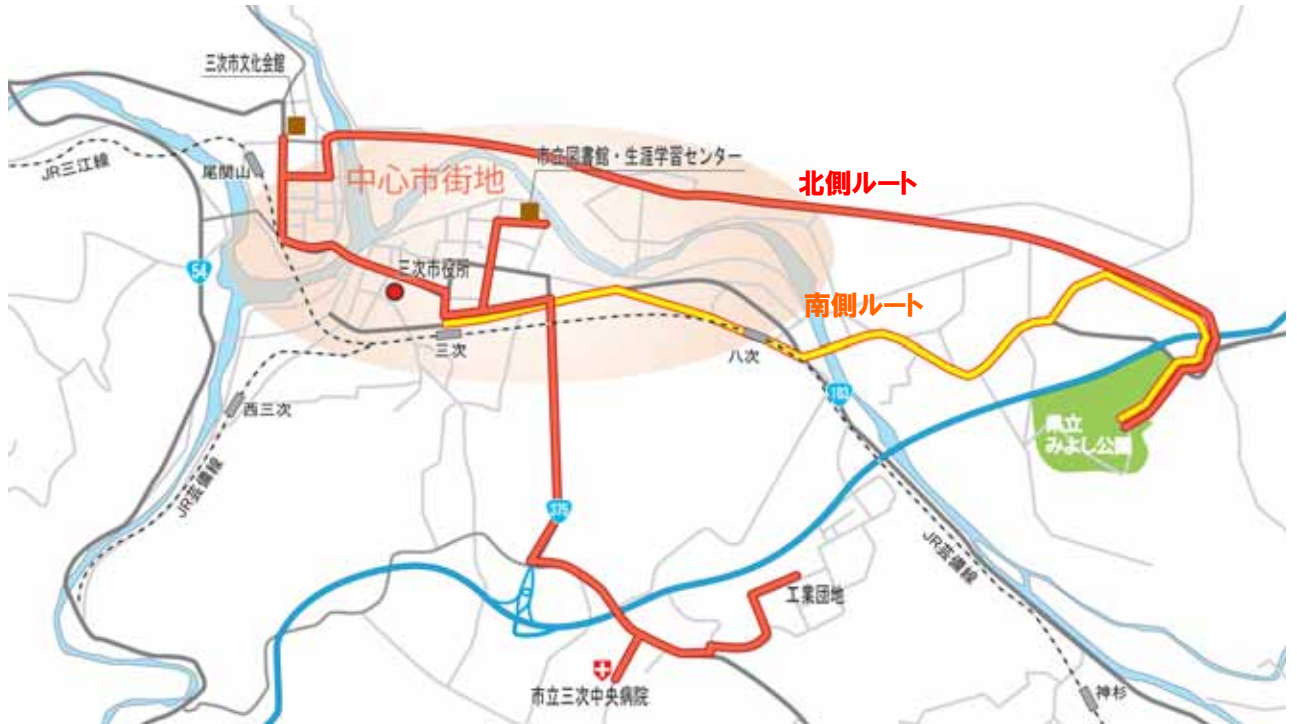 三次市文化会館
JR三江線
尾関山
中心市街地
市立図書館・生涯学習センター
北側ルート
54
三次市役所
南側ルート
三次
八次
183
西三次
県立
みよし公園
JR芸備線
375
JR芸備線
工業団地
市立三次中央病院
神杉